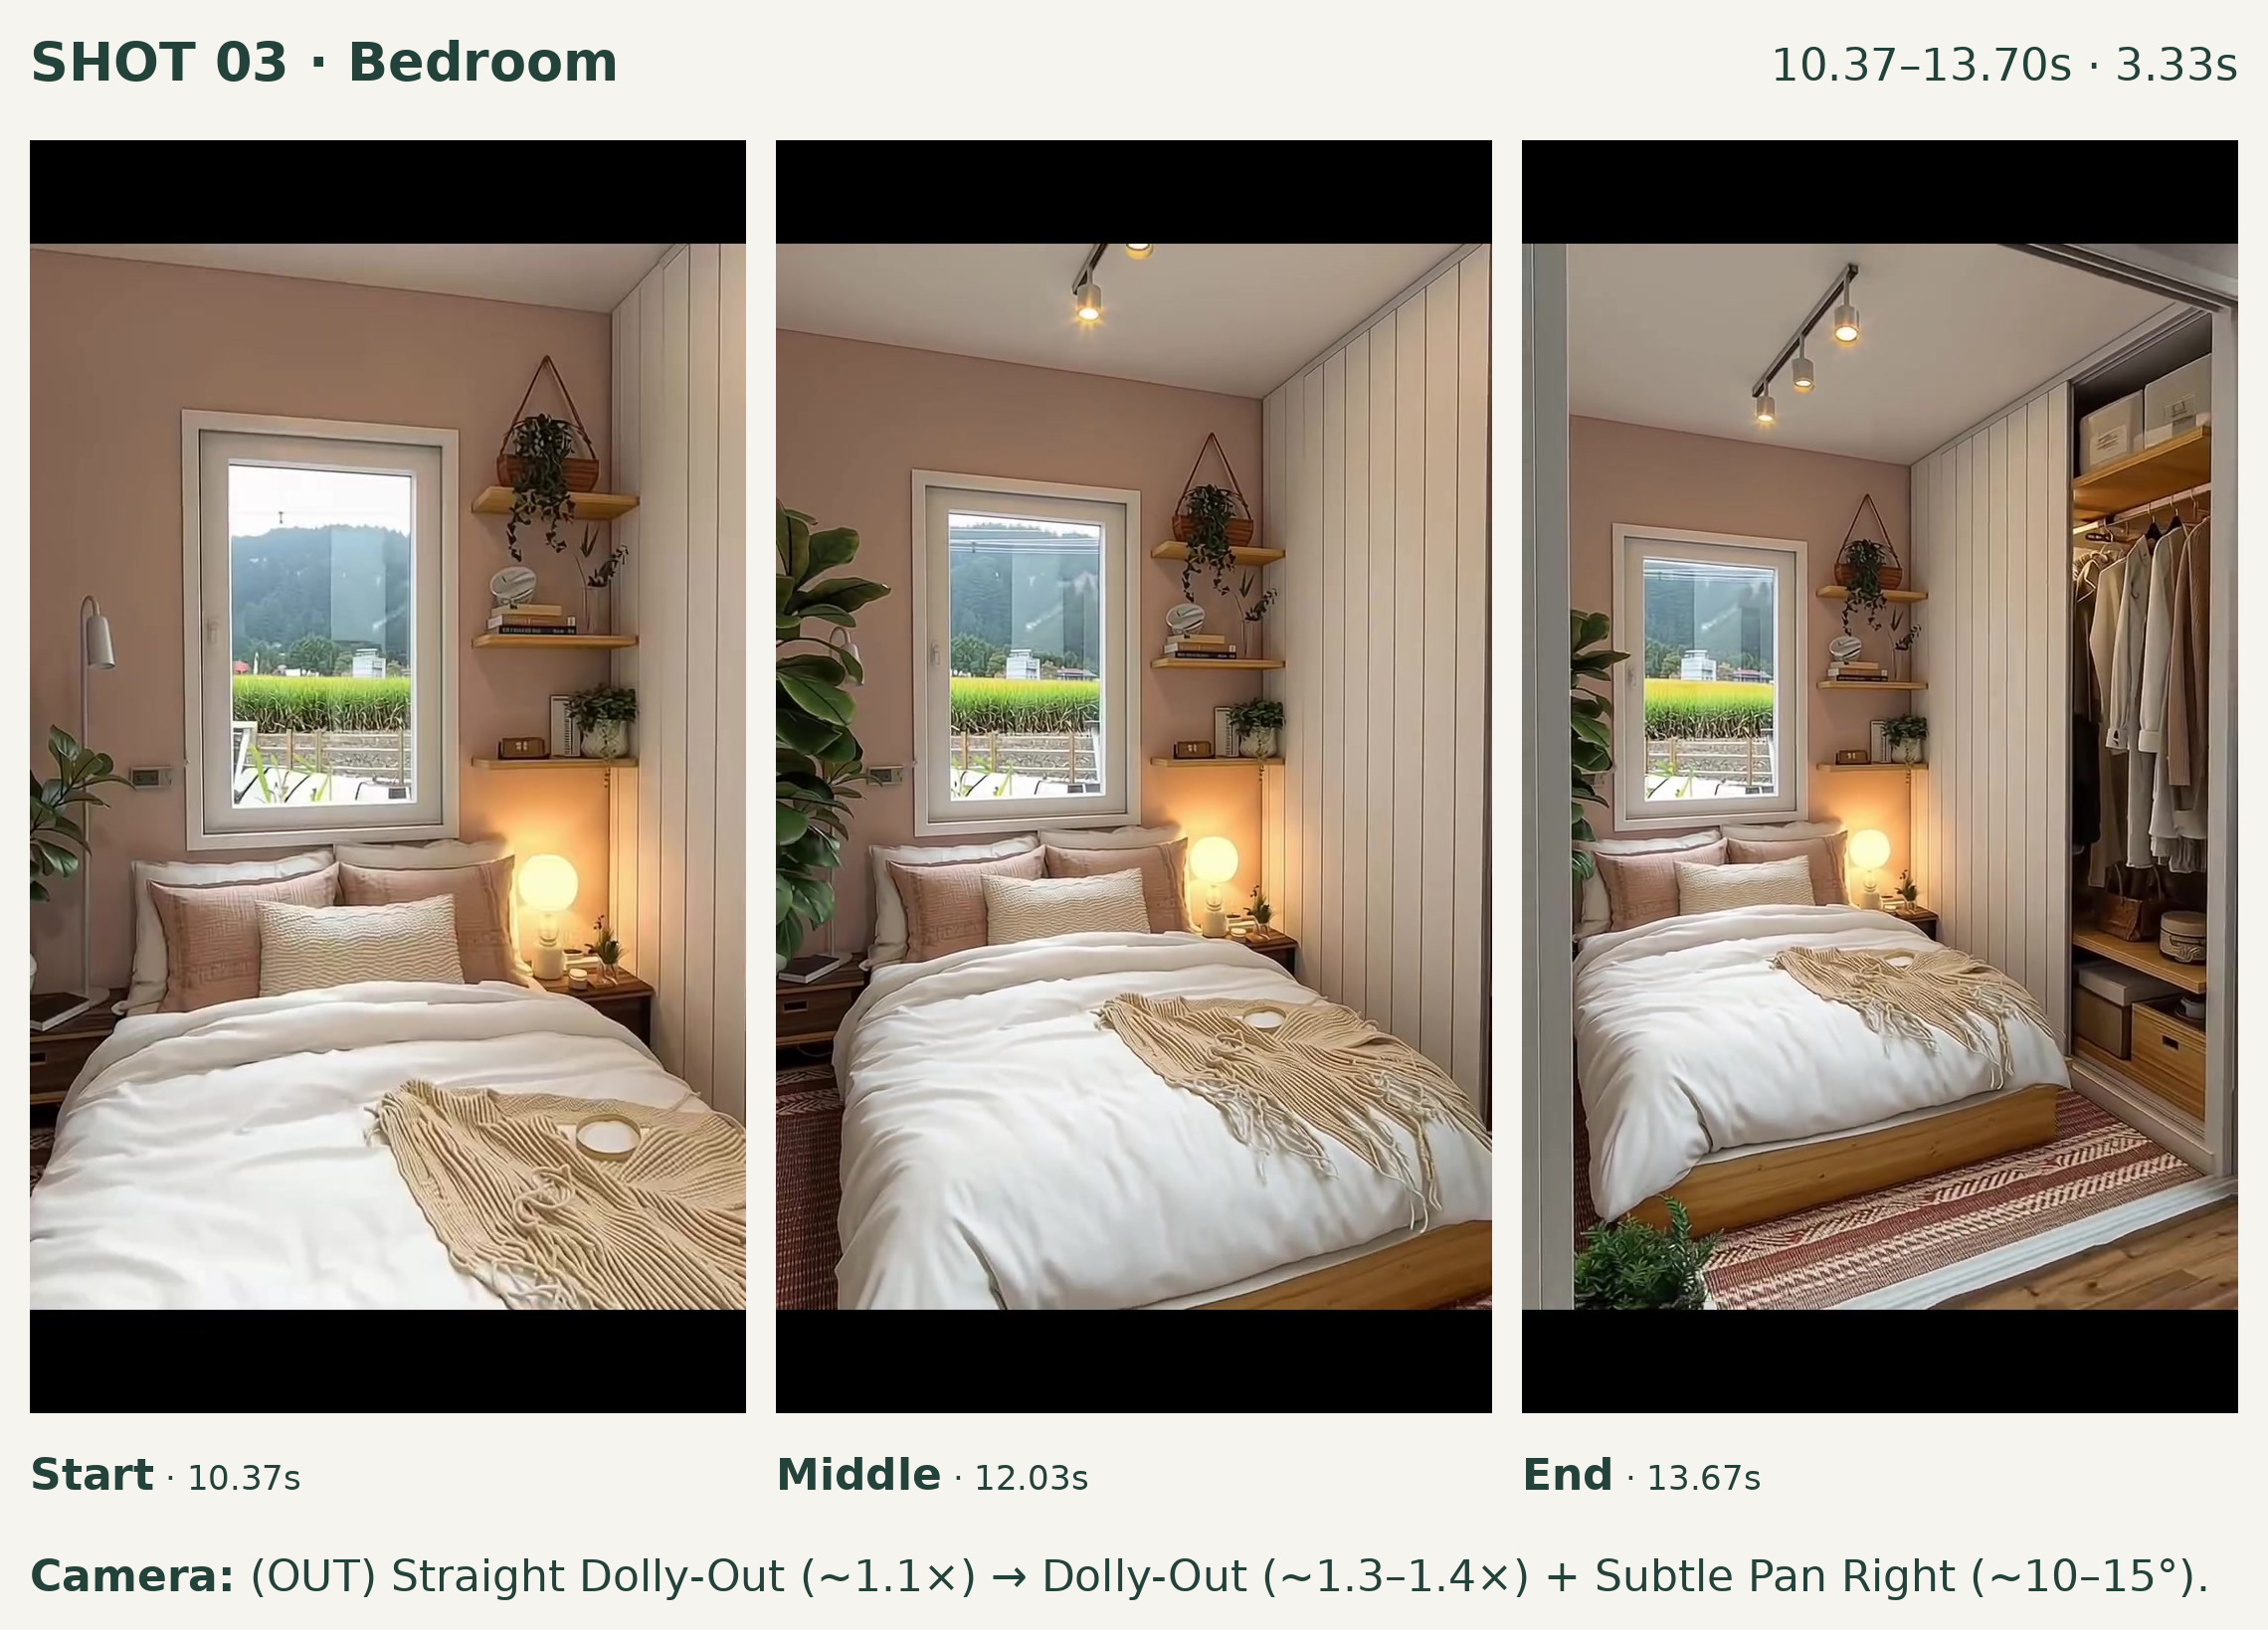 SHOT 03 · Bedroom
10.37–13.70s · 3.33s
Start · 10.37s
Middle · 12.03s
End · 13.67s
Camera: (OUT) Straight Dolly-Out (~1.1×) → Dolly-Out (~1.3–1.4×) + Subtle Pan Right (~10–15°).